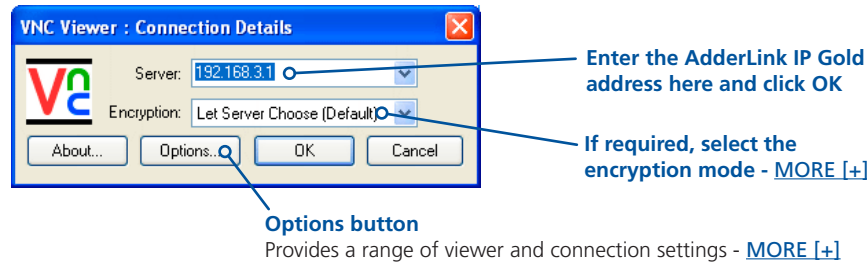 VNC Viewer : Connection Details
Vnc
Server: 192.168.3.1
Encryption: Let Server Choose (Default)
About... Options... OK Cancel
Enter the AdderLink IP Gold
address here and click OK
If required, select the
encryption mode - MORE [+]
Options button
Provides a range of viewer and connection settings - MORE [+]